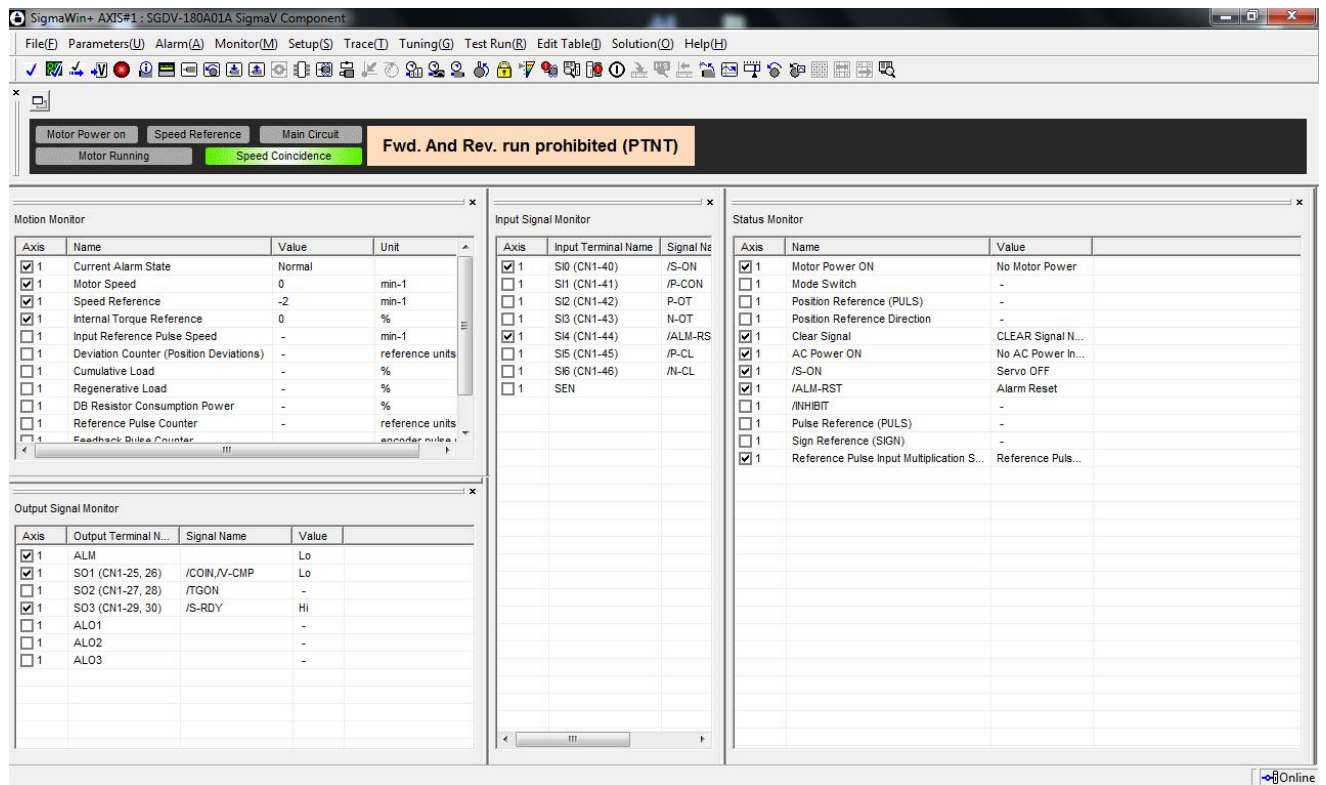 SigmaWin+ AXIS#1 : SGDV-180A01A SigmaV Component
File(F) Parameters(U) Alarm(A) Monitor(M) Setup(S) Trace(T) Tuning(G) Test Run(R) Edit Table(I) Solution(O) Help(H)
Motor Power on Speed Reference Main Circuit
Motor Running Speed Coincidence
Fwd. And Rev. run prohibited (PTNT)
Motion Monitor
Axis Name Value Unit
1 Current Alarm State Normal
1 Motor Speed 0 min-1
1 Speed Reference -2 min-1
1 Internal Torque Reference 0 %
1 Input Reference Pulse Speed - min-1
1 Deviation Counter (Position Deviations) - reference units
1 Cumulative Load - %
1 Regenerative Load - %
1 DB Resistor Consumption Power - %
1 Reference Pulse Counter - reference units
1 Feedback Pulse Counter encoder pulse
Output Signal Monitor
Axis Output Terminal N... Signal Name Value
1 ALM Lo
1 SO1 (CN1-25, 26) /COIN,/V-CMP Lo
1 SO2 (CN1-27, 28) /TGON -
1 SO3 (CN1-29, 30) /S-RDY Hi
1 ALO1 -
1 ALO2 -
1 ALO3 -
Input Signal Monitor
Axis Input Terminal Name Signal Na
1 SI0 (CN1-40) /S-ON
1 SI1 (CN1-41) /P-CON
1 SI2 (CN1-42) P-OT
1 SI3 (CN1-43) N-OT
1 SI4 (CN1-44) /ALM-RS
1 SI5 (CN1-45) /P-CL
1 SI6 (CN1-46) /N-CL
1 SEN
Status Monitor
Axis Name Value
1 Motor Power ON No Motor Power
1 Mode Switch -
1 Position Reference (PULS) -
1 Position Reference Direction -
1 Clear Signal CLEAR Signal N...
1 AC Power ON No AC Power In...
1 /S-ON Servo OFF
1 /ALM-RST Alarm Reset
1 /INHIBIT -
1 Pulse Reference (PULS) -
1 Sign Reference (SIGN) -
1 Reference Pulse Input Multiplication S... Reference Puls...
Online